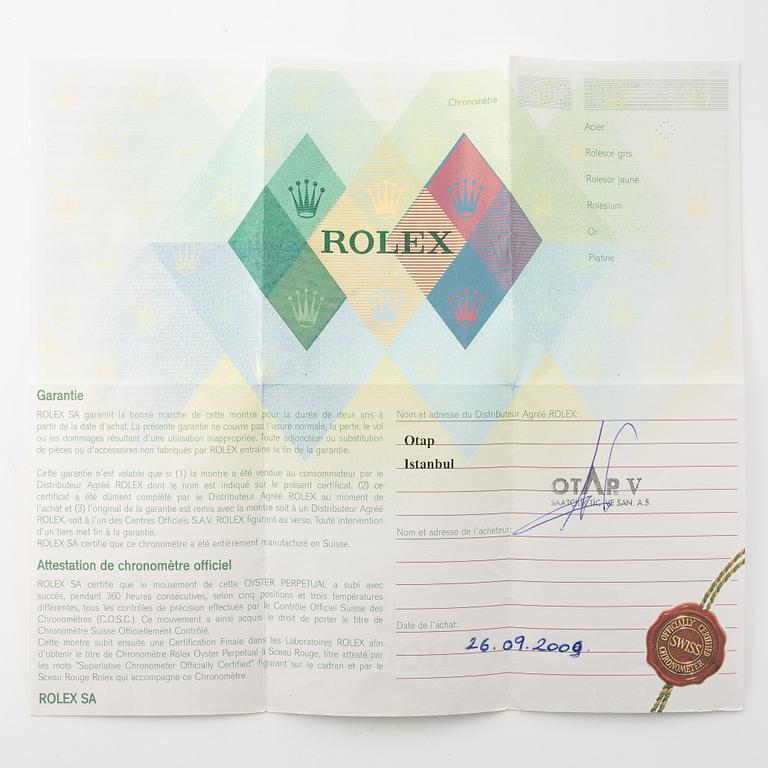 Chronomètre
Acier
Rolesor gris
Rolesor jaune
Rolesium
Or
Platine
ROLEX
Garantie
ROLEX SA garantit la bonne marche de cette montre pour la durée de deux ans à
partir de la date d'achat. La présente garantie ne couvre pas l'usure normale, la perte, le vol
ou les dommages résultant d'une utilisation inappropriée. Toute adjonction ou substitution
de pièces ou d'accessoires non fabriqués par ROLEX entraîne la fin de la garantie.
Cette garantie n'est valable que si (1) la montre a été vendue au consommateur par le
Distributeur Agréé ROLEX dont le nom est indiqué sur le présent certificat, (2) ce
certificat a été dûment complété par le Distributeur Agréé ROLEX au moment de
l'achat et (3) l'original de la garantie est remis avec la montre soit à un Distributeur Agréé
ROLEX, soit à l'un des Centres Officiels S.A.V. ROLEX figurant au verso. Toute intervention
d'un tiers met fin à la garantie.
ROLEX SA certifie que ce chronomètre a été entièrement manufacturé en Suisse.
Attestation de chronomètre officiel
ROLEX SA certifie que le mouvement de cette OYSTER PERPETUAL a subi avec
succès, pendant 360 heures consécutives, selon cinq positions et trois températures
différentes, tous les contrôles de précision effectués par le Contrôle Officiel Suisse des
Chronomètres (C.O.S.C.). Ce mouvement a ainsi acquis le droit de porter le titre de
Chronomètre Suisse Officiellement Contrôlé.
Cette montre subit ensuite une Certification Finale dans les Laboratoires ROLEX afin
d'obtenir le titre de Chronomètre Rolex Oyster Perpetual à Sceau Rouge, titre attesté par
les mots "Superlative Chronometer Officially Certified" figurant sur le cadran et par le
Sceau Rouge Rolex qui accompagne ce Chronomètre.
ROLEX SA
Nom et adresse du Distributeur Agréé ROLEX:
Otap
Istanbul
OTAP V
SAN. A.S.
Nom et adresse de l'acheteur:
Date de l'achat:
26.09.2009.
OFFICIALLY CERTIFIED
SWISS
CHRONOMETER